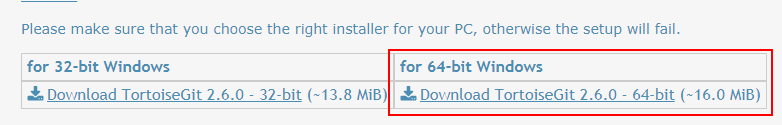 Please make sure that you choose the right installer for your PC, otherwise the setup will fail.
for 32-bit Windows for 64-bit Windows
Download TortoiseGit 2.6.0 - 32-bit (~13.8 MiB) Download TortoiseGit 2.6.0 - 64-bit (~16.0 MiB)